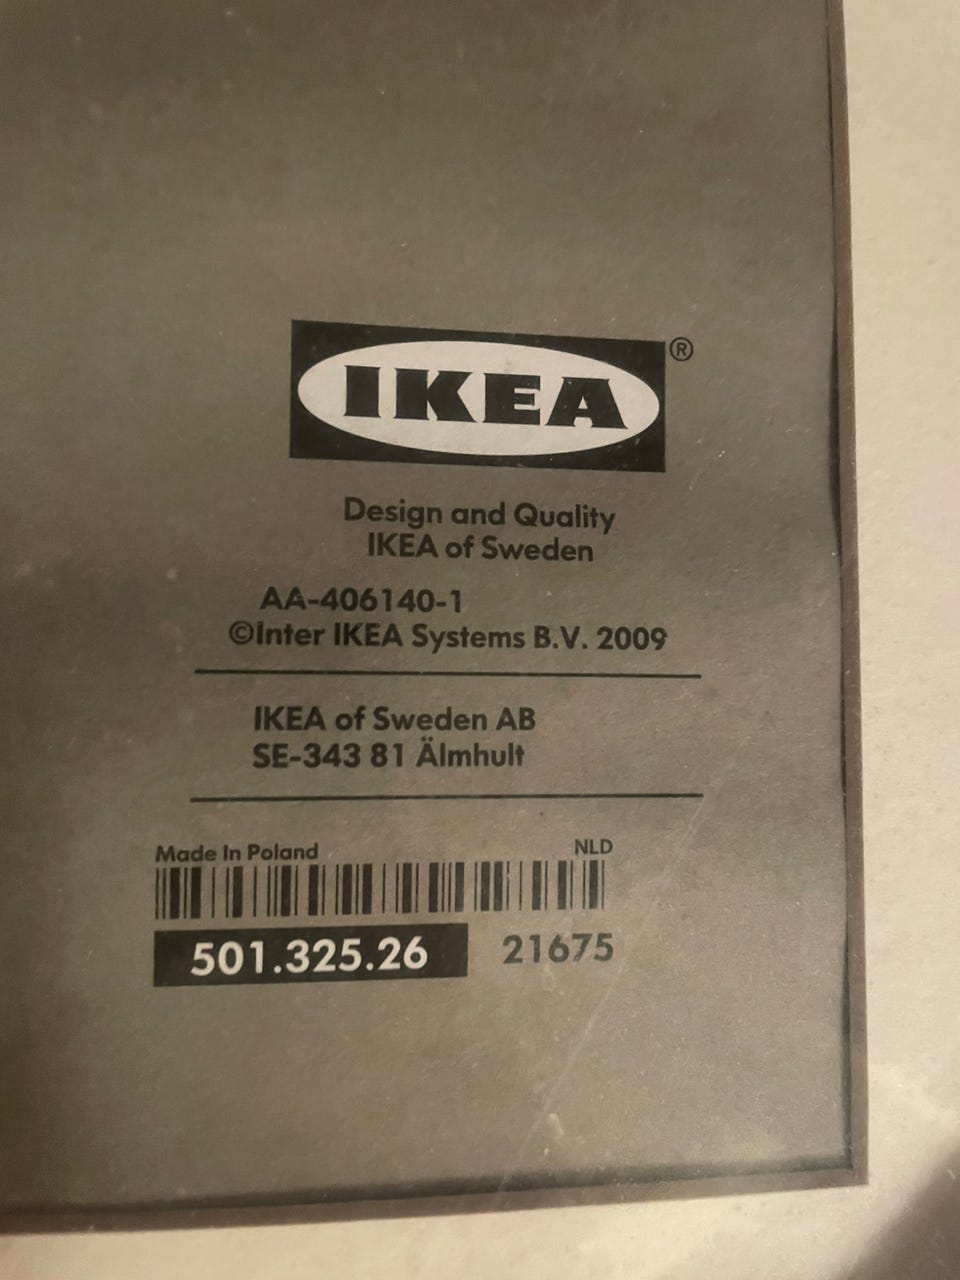 IKEA ®
Design and Quality
IKEA of Sweden
AA-406140-1
©Inter IKEA Systems B.V. 2009
IKEA of Sweden AB
SE-343 81 Älmhult
Made In Poland NLD
501.325.26 21675